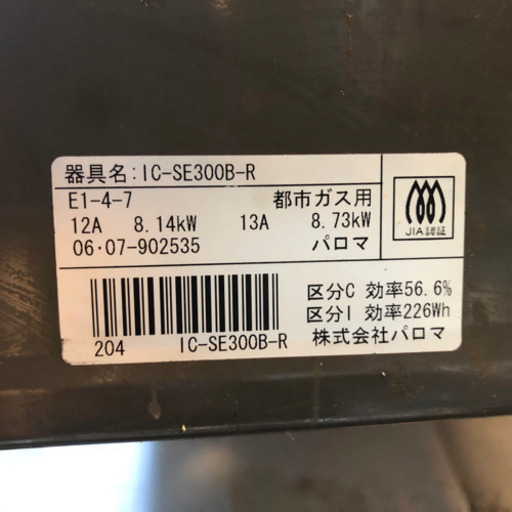 器具名:IC-SE300B-R
E1-4-7 都市ガス用
12A 8.14kW 13A 8.73kW
06・07-902535 パロマ
JIA認証
区分C 効率56.6%
区分I 効率226Wh
204 IC-SE300B-R 株式会社パロマ